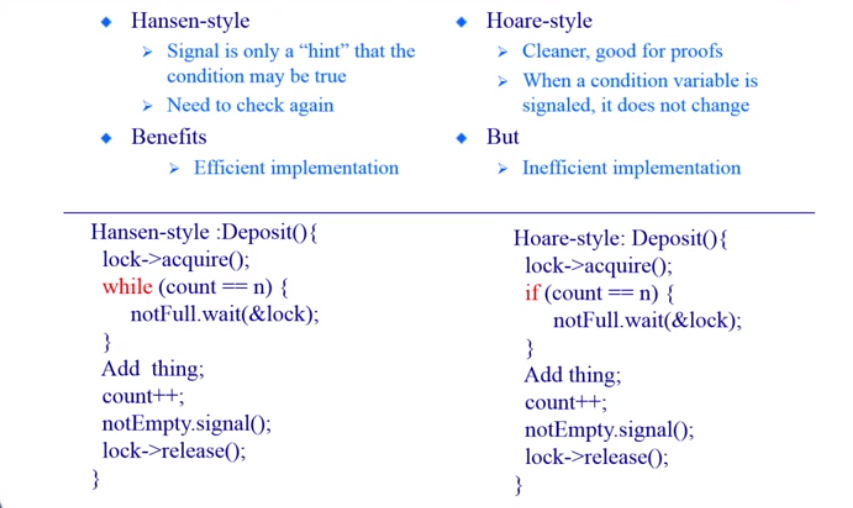 Hansen-style
Signal is only a “hint” that the
condition may be true
Need to check again
Benefits
Efficient implementation
Hoare-style
Cleaner, good for proofs
When a condition variable is
signaled, it does not change
But
Inefficient implementation
Hansen-style :Deposit(){
lock->acquire();
while (count == n) {
notFull.wait(&lock);
}
Add thing;
count++;
notEmpty.signal();
lock->release();
}
Hoare-style: Deposit(){
lock->acquire();
if (count == n) {
notFull.wait(&lock);
}
Add thing;
count++;
notEmpty.signal();
lock->release();
}